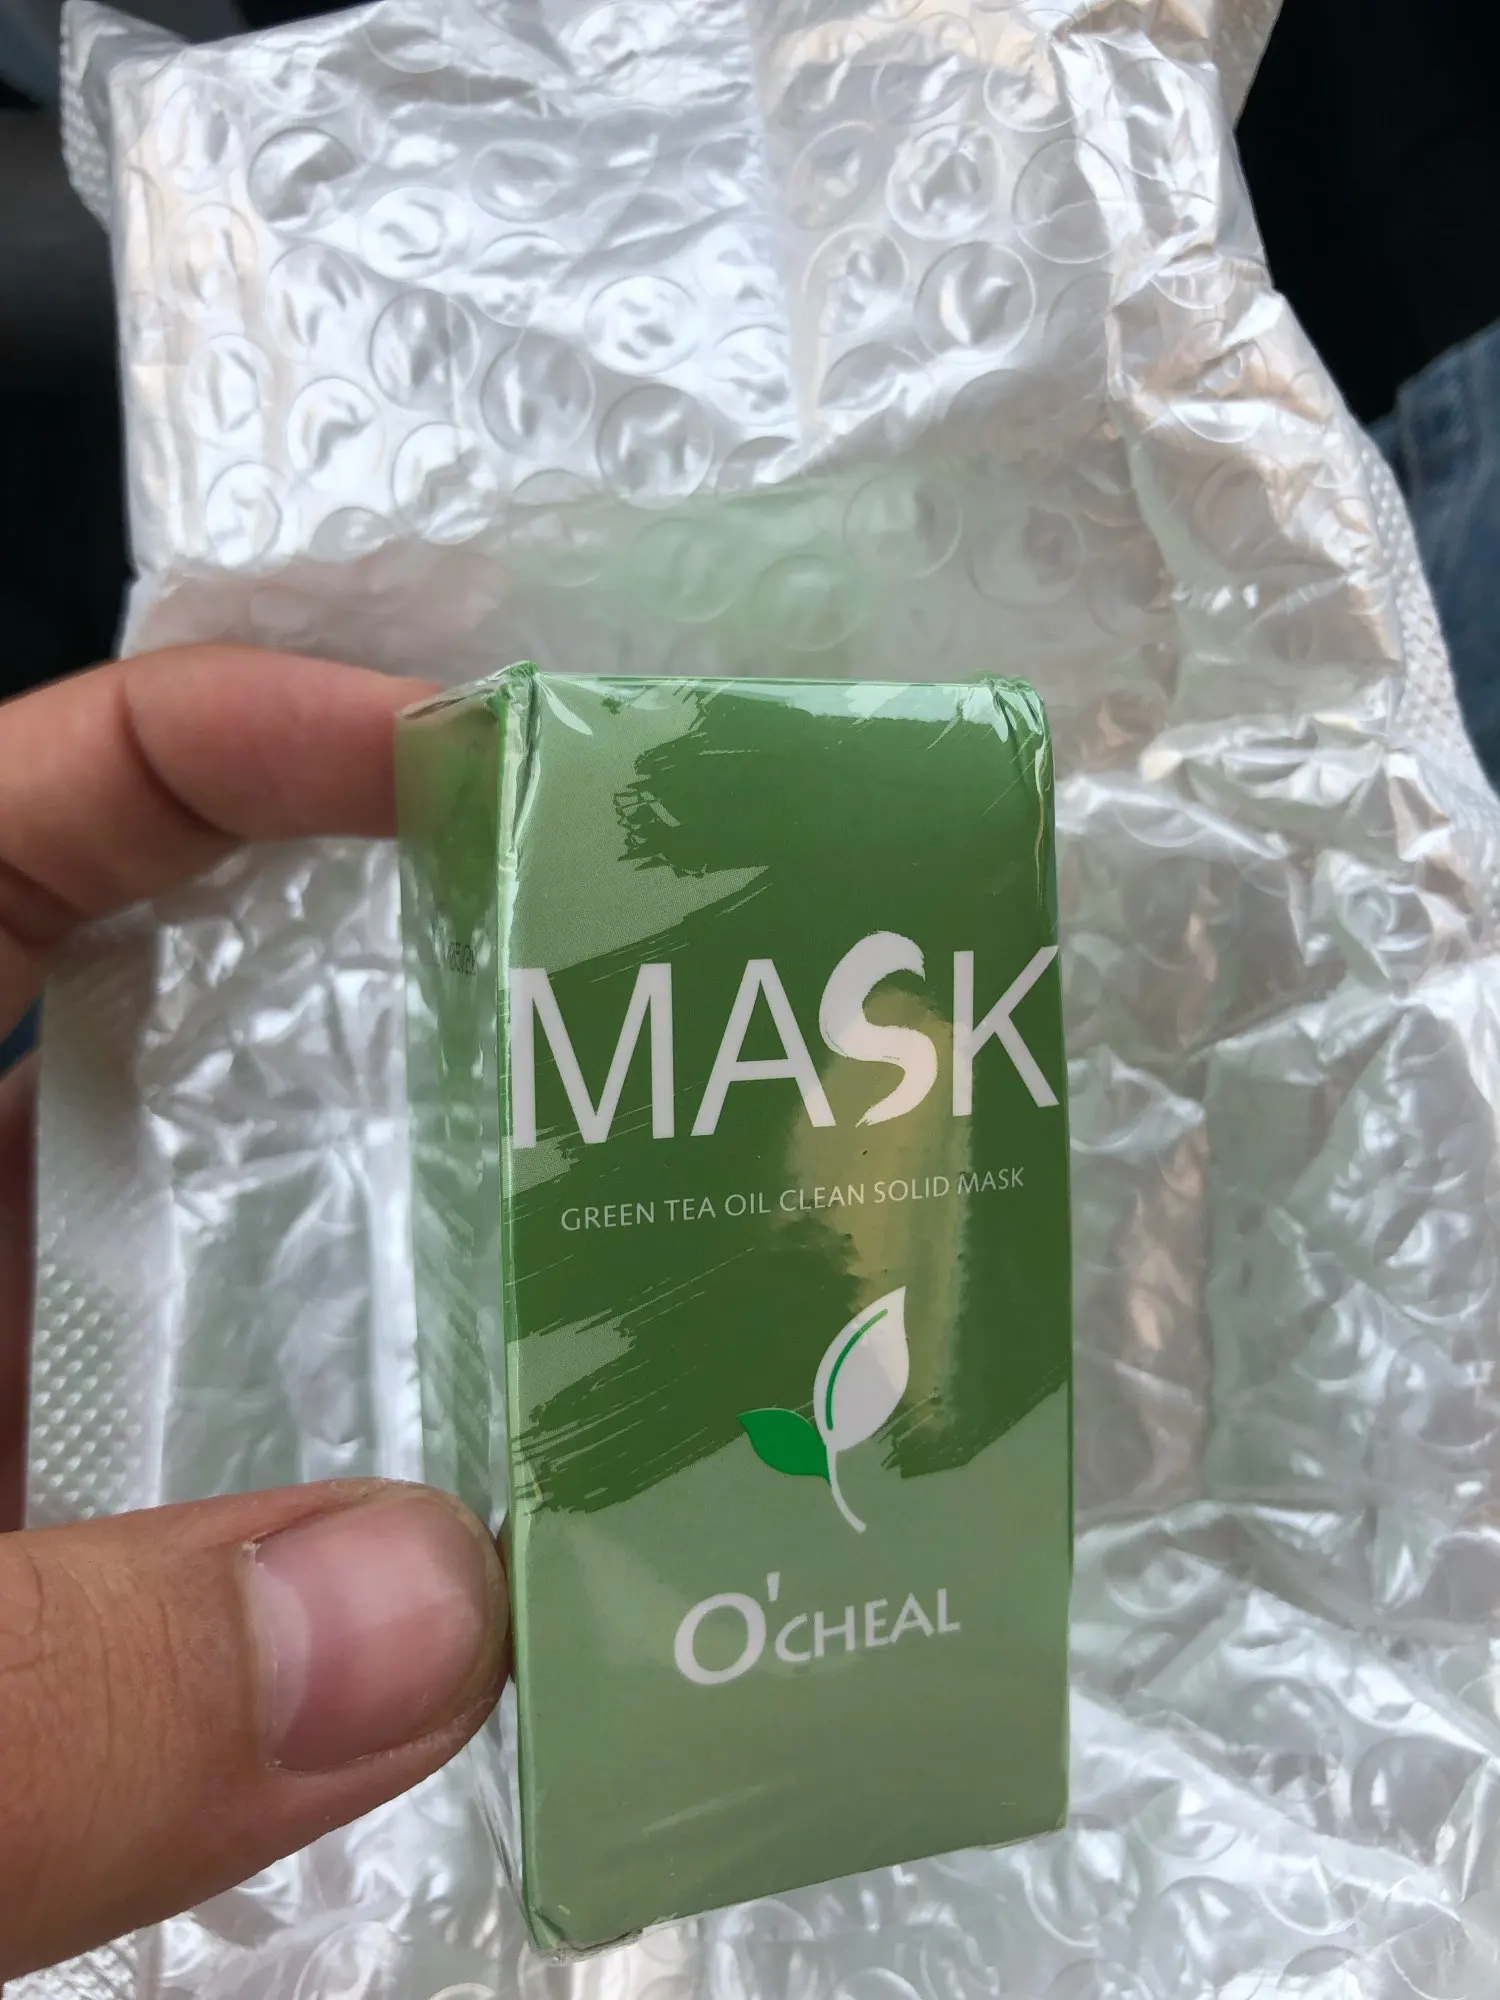 MASK
GREEN TEA OIL CLEAN SOLID MASK
O'CHEAL